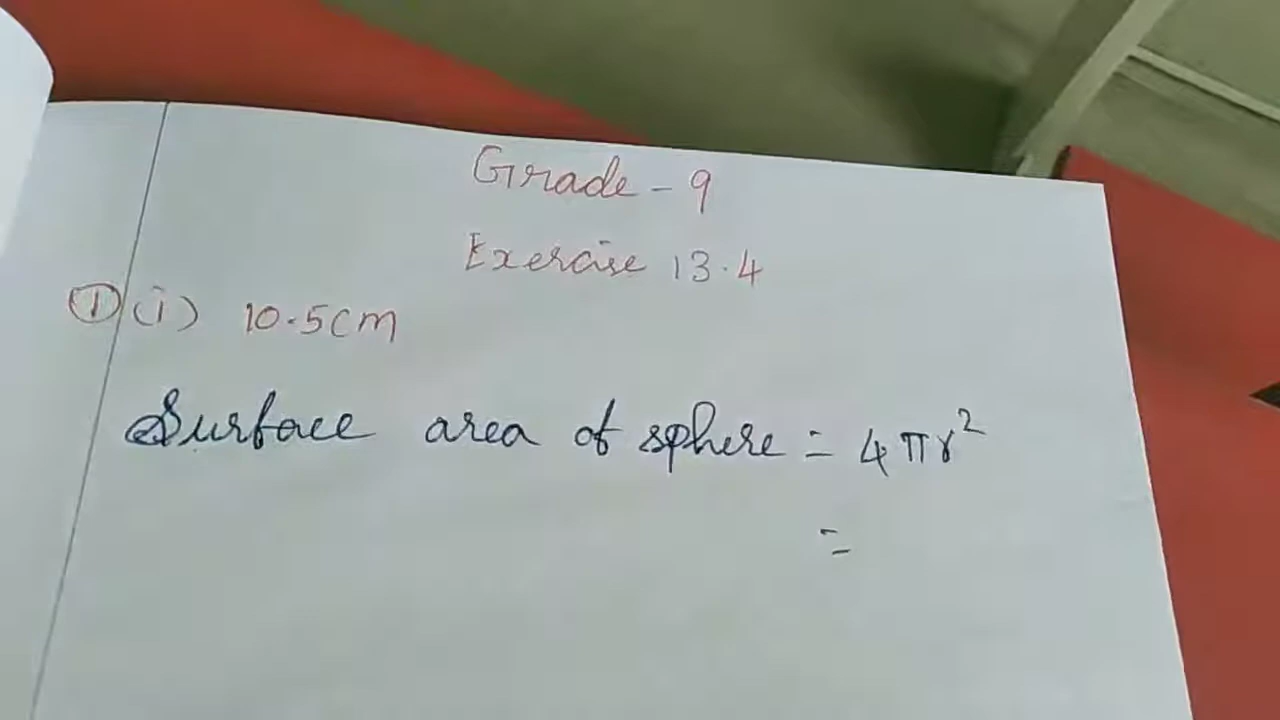 Grade - 9
Exercise 13.4
① (i) 10.5cm
Surface area of sphere = 4πr²
=